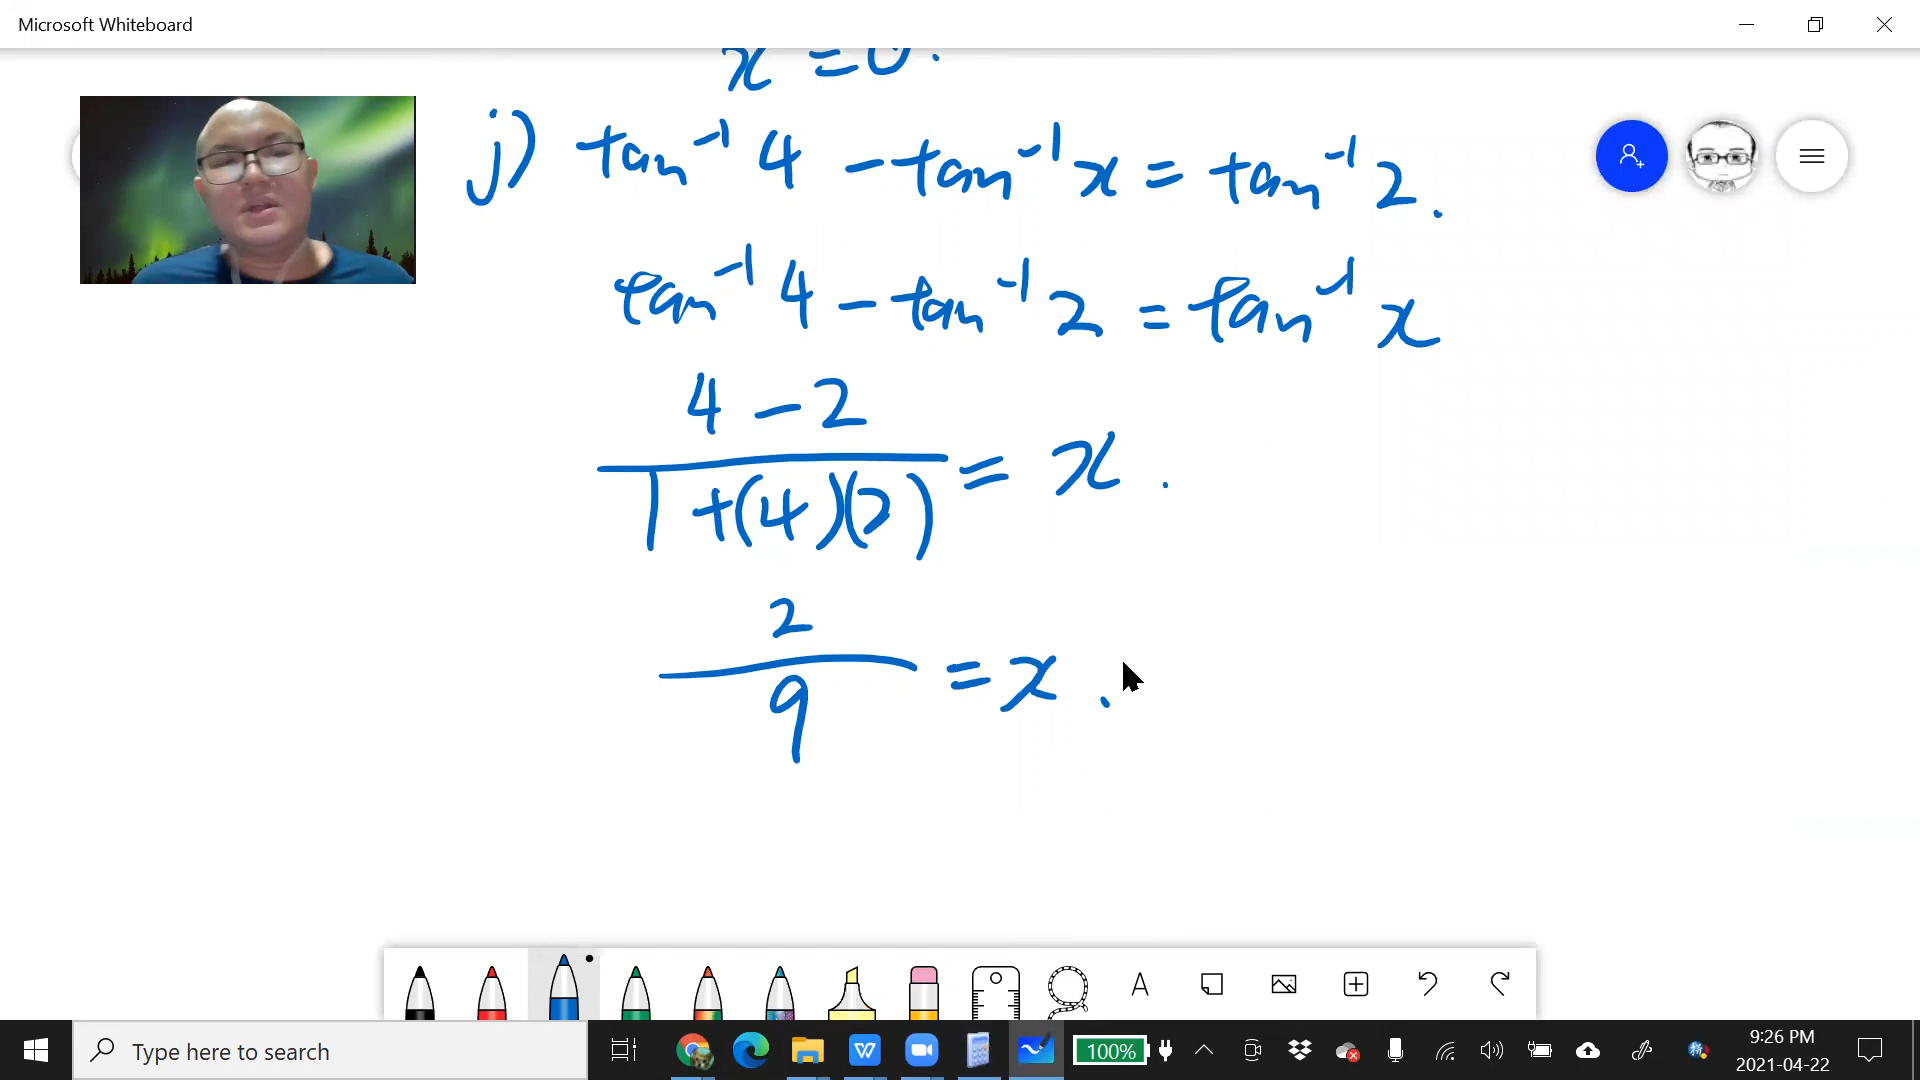 Microsoft Whiteboard
x = 0.
j) tan⁻¹ 4 - tan⁻¹ x = tan⁻¹ 2.
tan⁻¹ 4 - tan⁻¹ 2 = tan⁻¹ x
4 - 2
1 + (4)(2)
= x.
2
9
= x.
A
Type here to search
W
100%
9:26 PM
2021-04-22